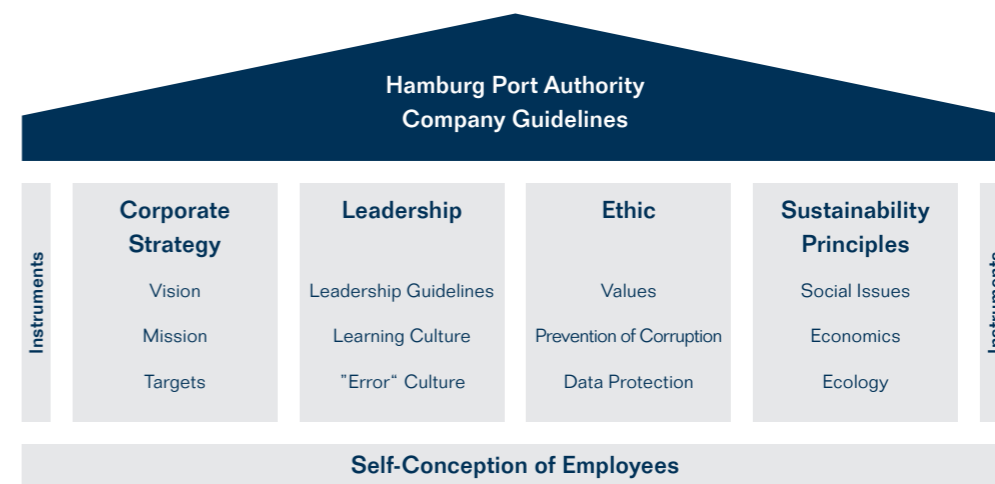 Hamburg Port Authority
Company Guidelines
Instruments
Corporate
Strategy
Vision
Mission
Targets
Leadership
Leadership Guidelines
Learning Culture
”Error“ Culture
Ethic
Values
Prevention of Corruption
Data Protection
Sustainability
Principles
Social Issues
Economics
Ecology
Instruments
Self-Conception of Employees